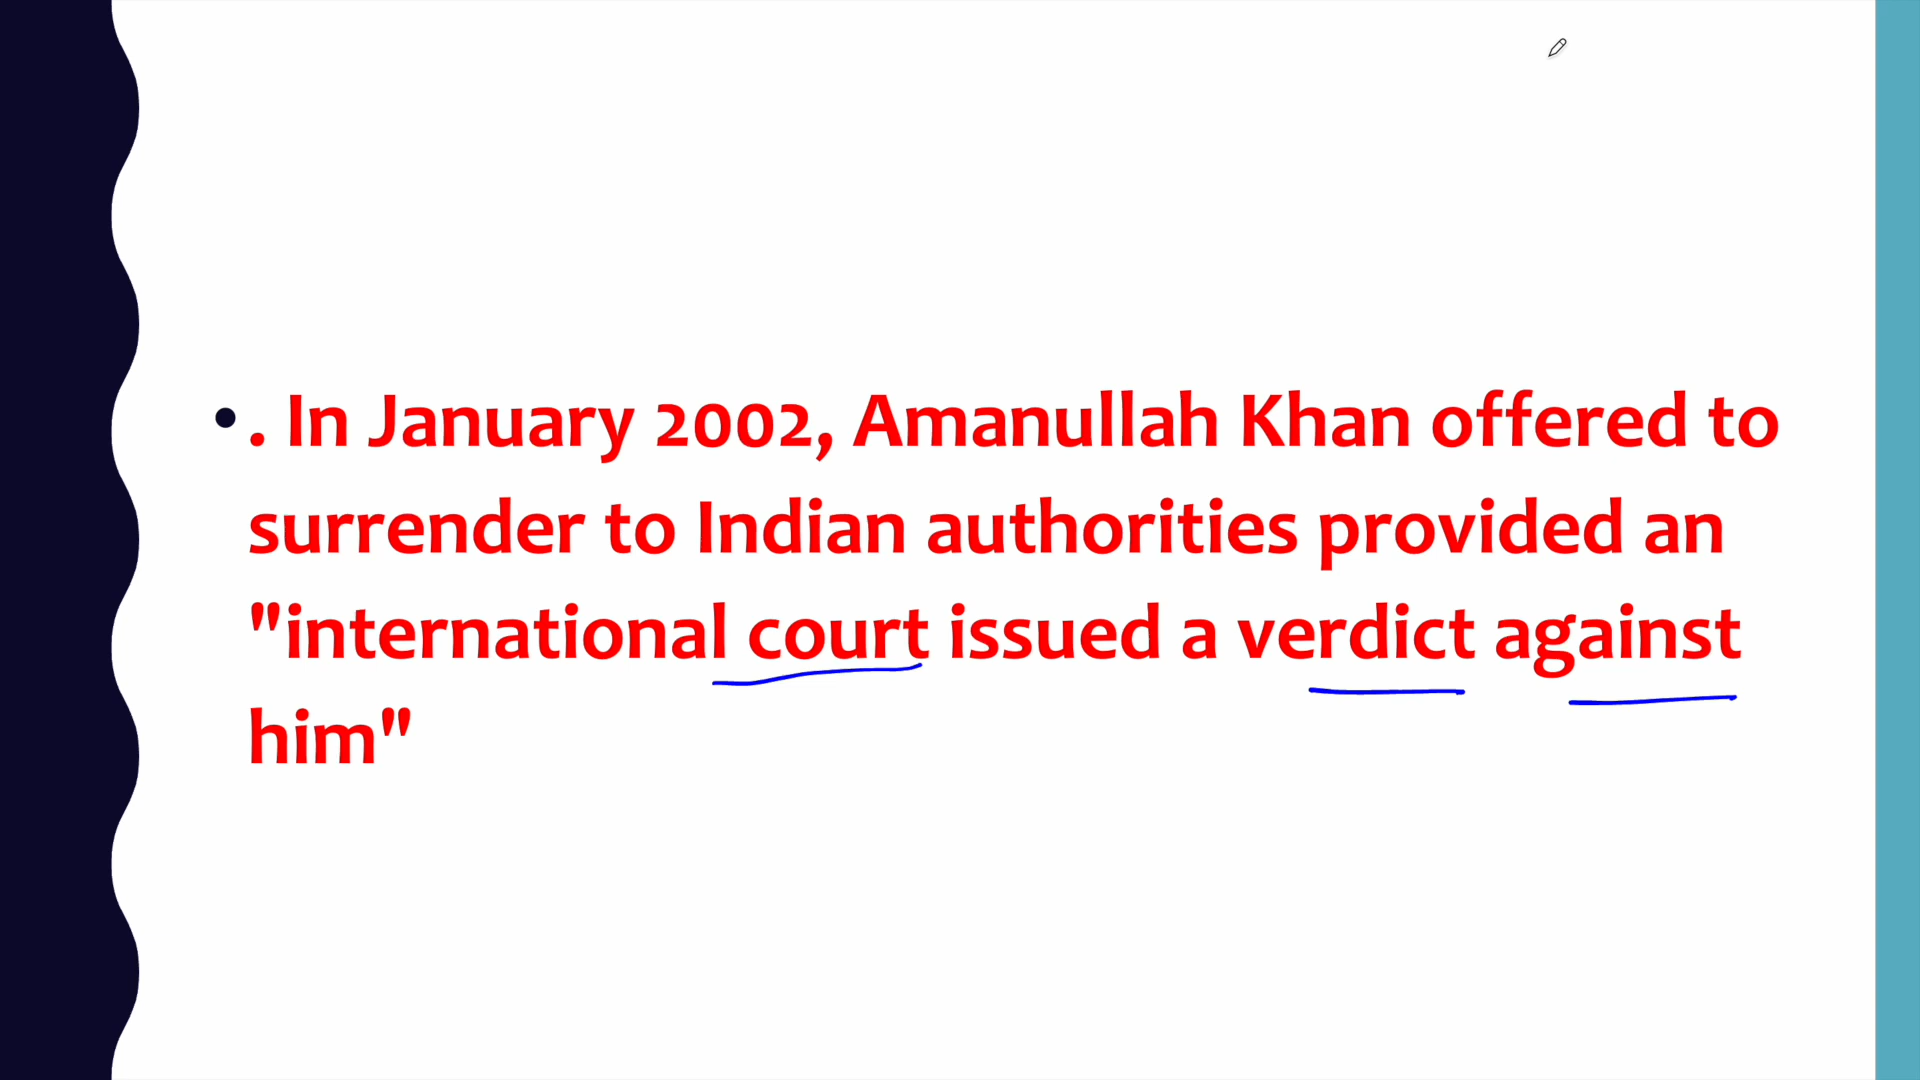 • . In January 2002, Amanullah Khan offered to
surrender to Indian authorities provided an
"international court issued a verdict against
him"